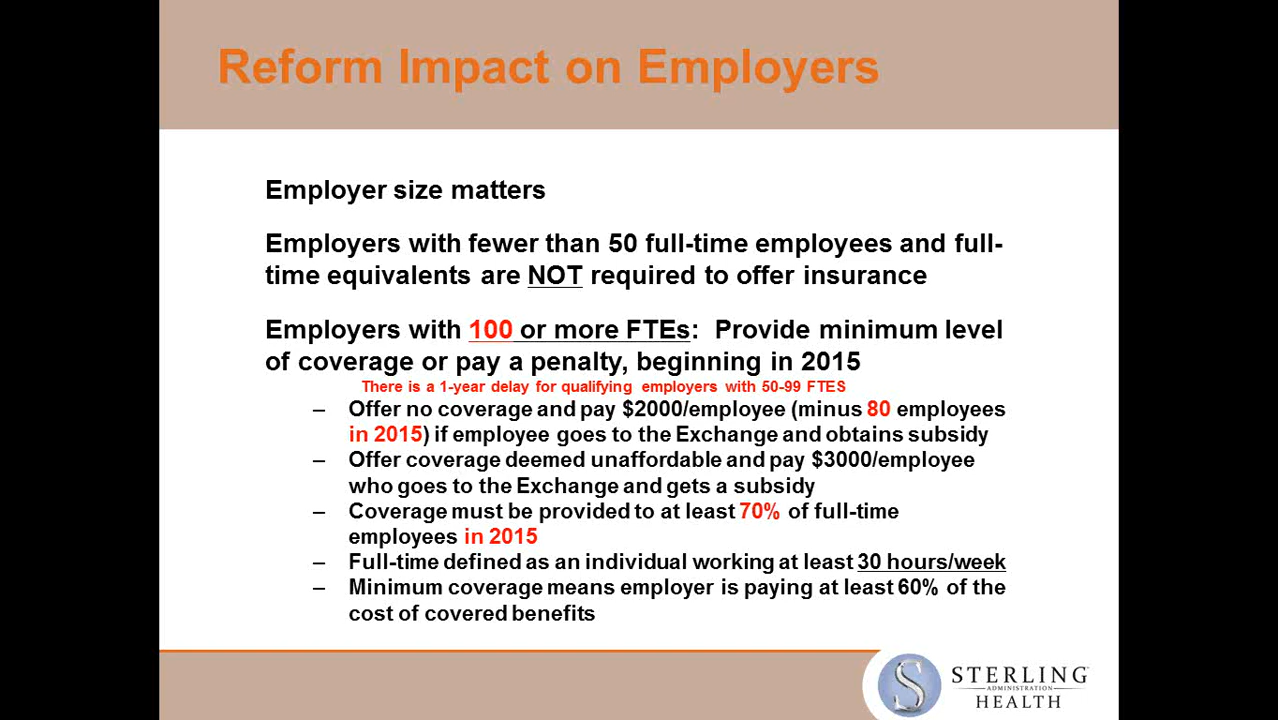 Reform Impact on Employers
Employer size matters
Employers with fewer than 50 full-time employees and full-
time equivalents are NOT required to offer insurance
Employers with 100 or more FTEs:  Provide minimum level
of coverage or pay a penalty, beginning in 2015
There is a 1-year delay for qualifying employers with 50-99 FTES
– Offer no coverage and pay $2000/employee (minus 80 employees
in 2015) if employee goes to the Exchange and obtains subsidy
– Offer coverage deemed unaffordable and pay $3000/employee
who goes to the Exchange and gets a subsidy
– Coverage must be provided to at least 70% of full-time
employees in 2015
– Full-time defined as an individual working at least 30 hours/week
– Minimum coverage means employer is paying at least 60% of the
cost of covered benefits
S
STERLING
ADMINISTRATION
HEALTH